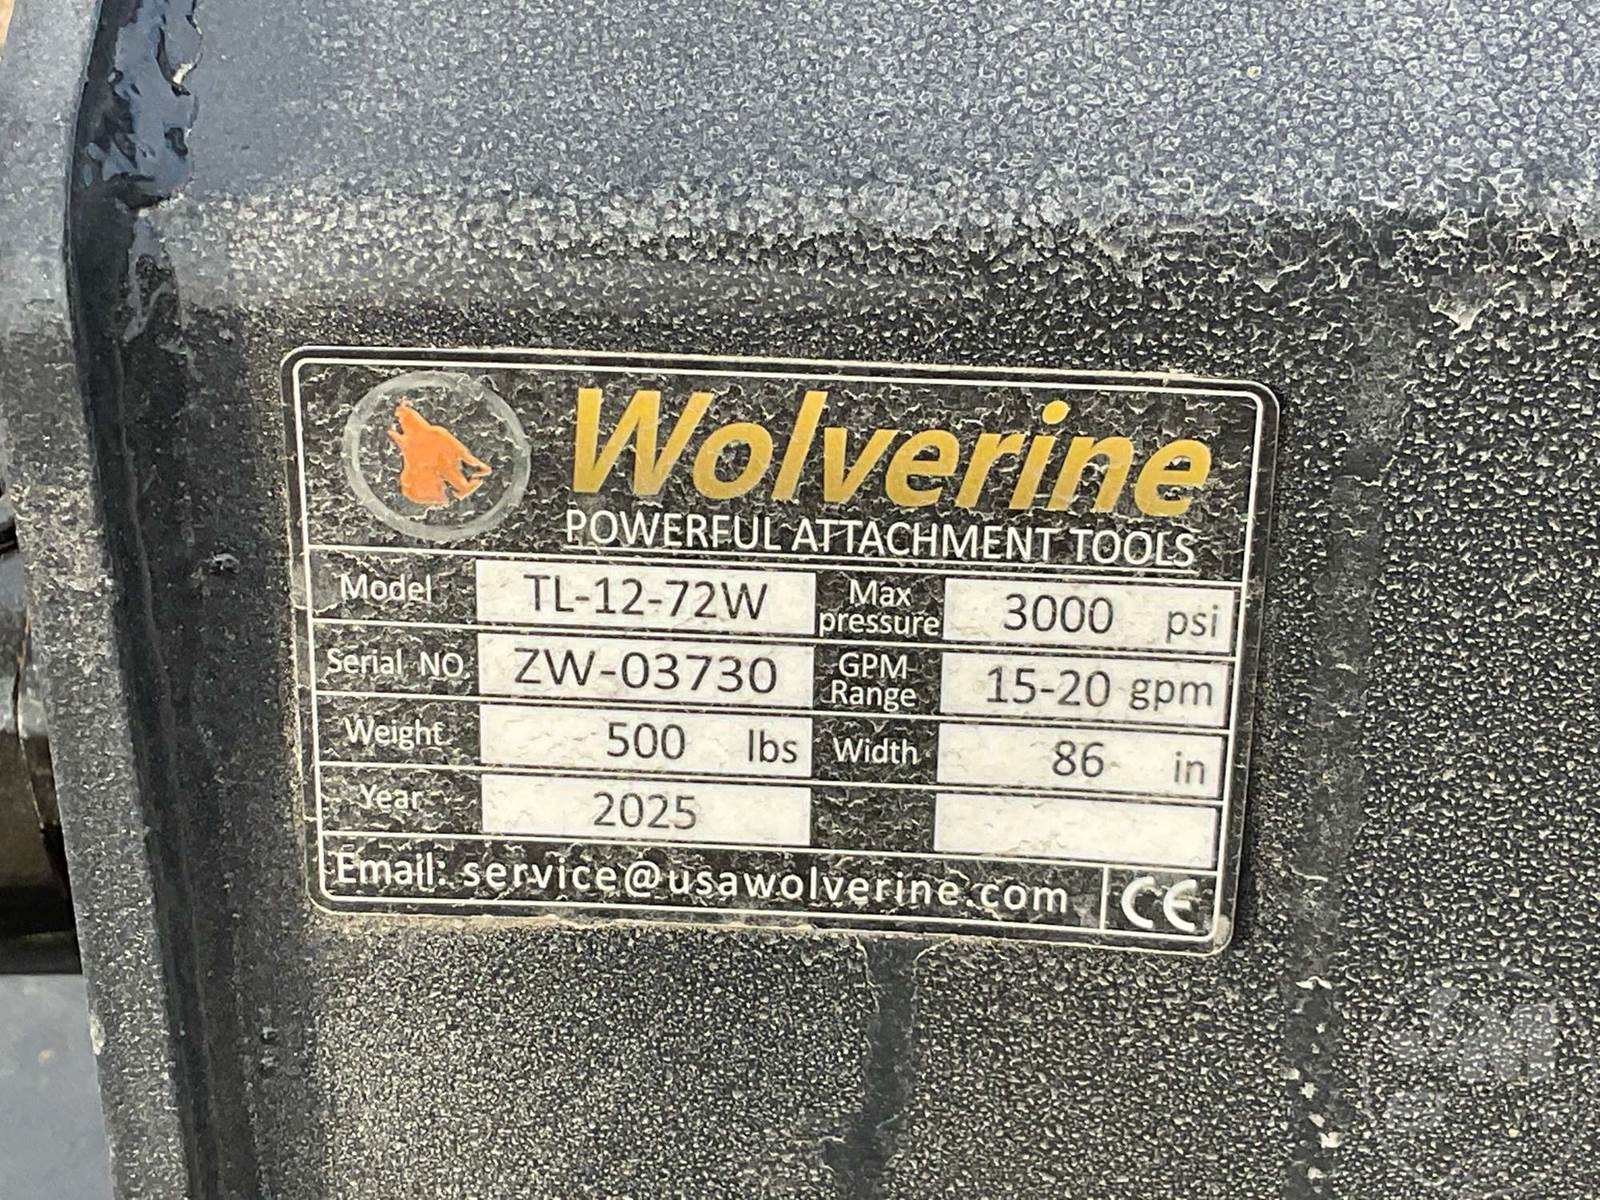 Wolverine
POWERFUL ATTACHMENT TOOLS
Model TL-12-72W Max pressure 3000 psi
Serial NO. ZW-03730 GPM-Range 15-20 gpm
Weight 500 lbs Width 86 in
Year 2025
Email: service@usawolverine.com CE